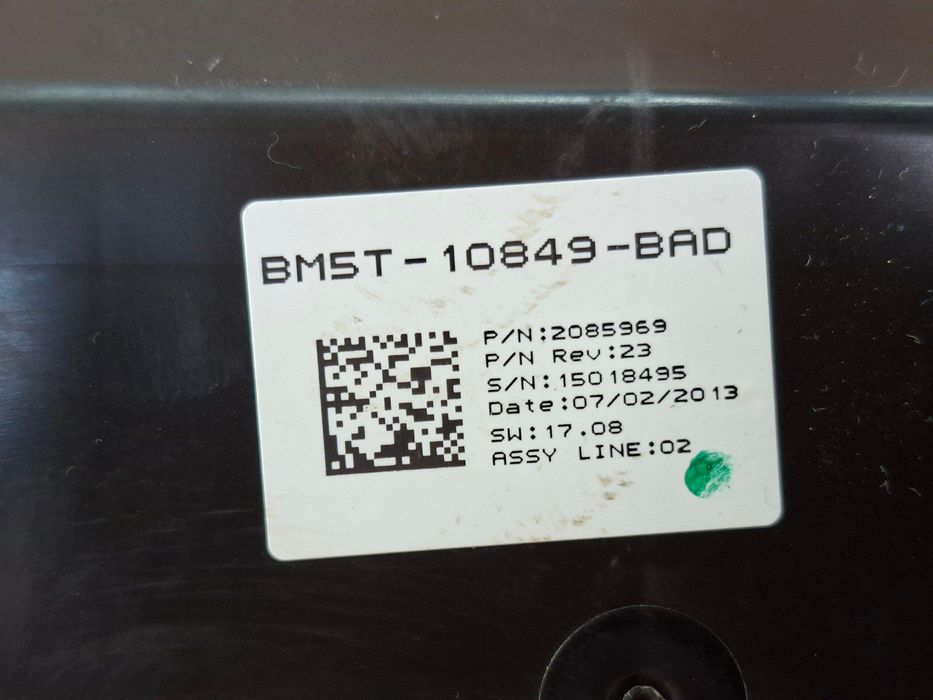 BM5T-10849-BAD
P/N:2085969
P/N Rev:23
S/N:15018495
Date:07/02/2013
SW:17.08
ASSY LINE:02